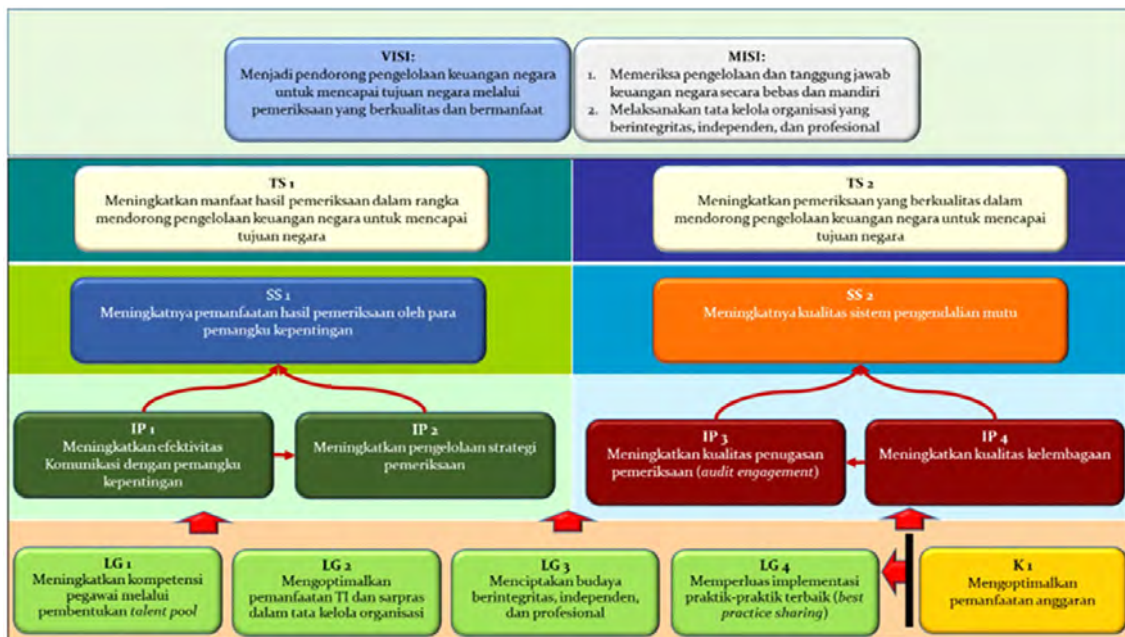 VISI:
Menjadi pendorong pengelolaan keuangan negara
untuk mencapai tujuan negara melalui
pemeriksaan yang berkualitas dan bermanfaat
MISI:
1. Memeriksa pengelolaan dan tanggung jawab
keuangan negara secara bebas dan mandiri
2. Melaksanakan tata kelola organisasi yang
berintegritas, independen, dan profesional
TS 1
Meningkatkan manfaat hasil pemeriksaan dalam rangka
mendorong pengelolaan keuangan negara untuk mencapai
tujuan negara
TS 2
Meningkatkan pemeriksaan yang berkualitas dalam
mendorong pengelolaan keuangan negara untuk mencapai
tujuan negara
SS 1
Meningkatnya pemanfaatan hasil pemeriksaan oleh para
pemangku kepentingan
SS 2
Meningkatnya kualitas sistem pengendalian mutu
IP 1
Meningkatkan efektivitas
Komunikasi dengan pemangku
kepentingan
IP 2
Meningkatkan pengelolaan strategi
pemeriksaan
IP 3
Meningkatkan kualitas penugasan
pemeriksaan (audit engagement)
IP 4
Meningkatkan kualitas kelembagaan
LG 1
Meningkatkan kompetensi
pegawai melalui
pembentukan talent pool
LG 2
Mengoptimalkan
pemanfaatan TI dan sarpras
dalam tata kelola organisasi
LG 3
Menciptakan budaya
berintegritas, independen,
dan profesional
LG 4
Memperluas implementasi
praktik-praktik terbaik (best
practice sharing)
K 1
Mengoptimalkan
pemanfaatan anggaran